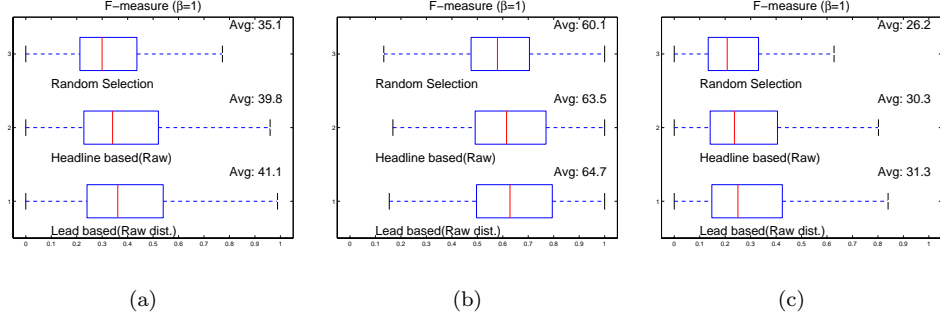 F−measure (β=1)
Avg: 35.1
3
Random Selection
Avg: 39.8
2
Headline based(Raw)
Avg: 41.1
1
Lead based(Raw dist.)
0 0.1 0.2 0.3 0.4 0.5 0.6 0.7 0.8 0.9 1
(a)
F−measure (β=1)
Avg: 60.1
3
Random Selection
Avg: 63.5
2
Headline based(Raw)
Avg: 64.7
1
Lead based(Raw dist.)
0 0.1 0.2 0.3 0.4 0.5 0.6 0.7 0.8 0.9 1
(b)
F−measure (β=1)
Avg: 26.2
3
Random Selection
Avg: 30.3
2
Headline based(Raw)
Avg: 31.3
1
Lead based(Raw dist.)
0 0.1 0.2 0.3 0.4 0.5 0.6 0.7 0.8 0.9 1
(c)